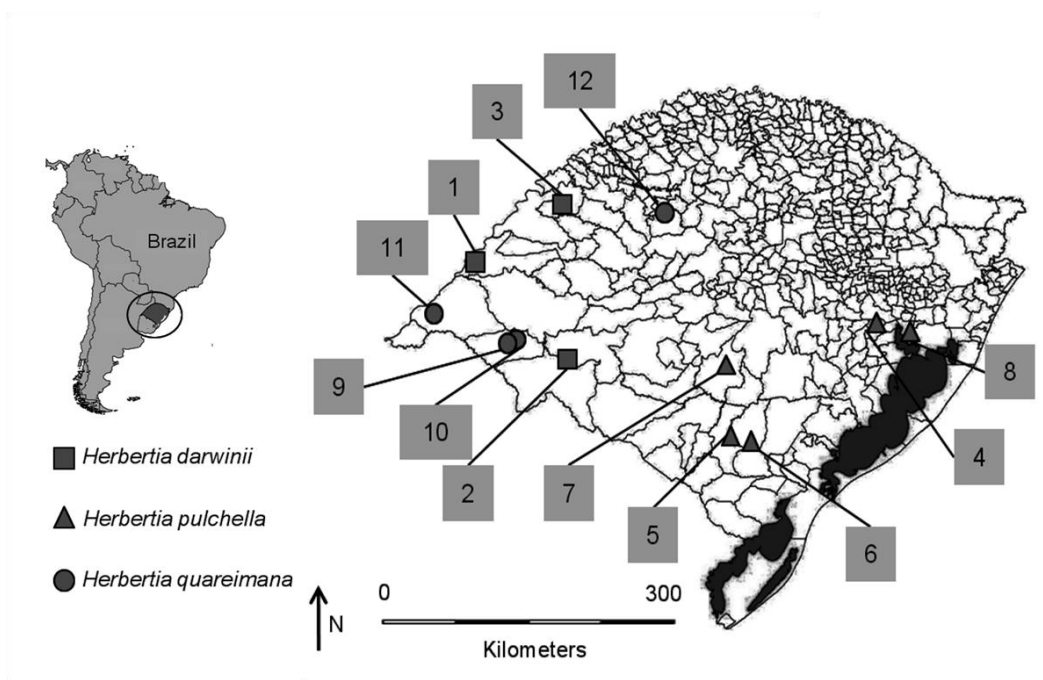 12
3
1
11
Brazil
9
10
2
7
5
6
4
8
Herbertia darwinii
Herbertia pulchella
Herbertia quareimana
N
0 300
Kilometers